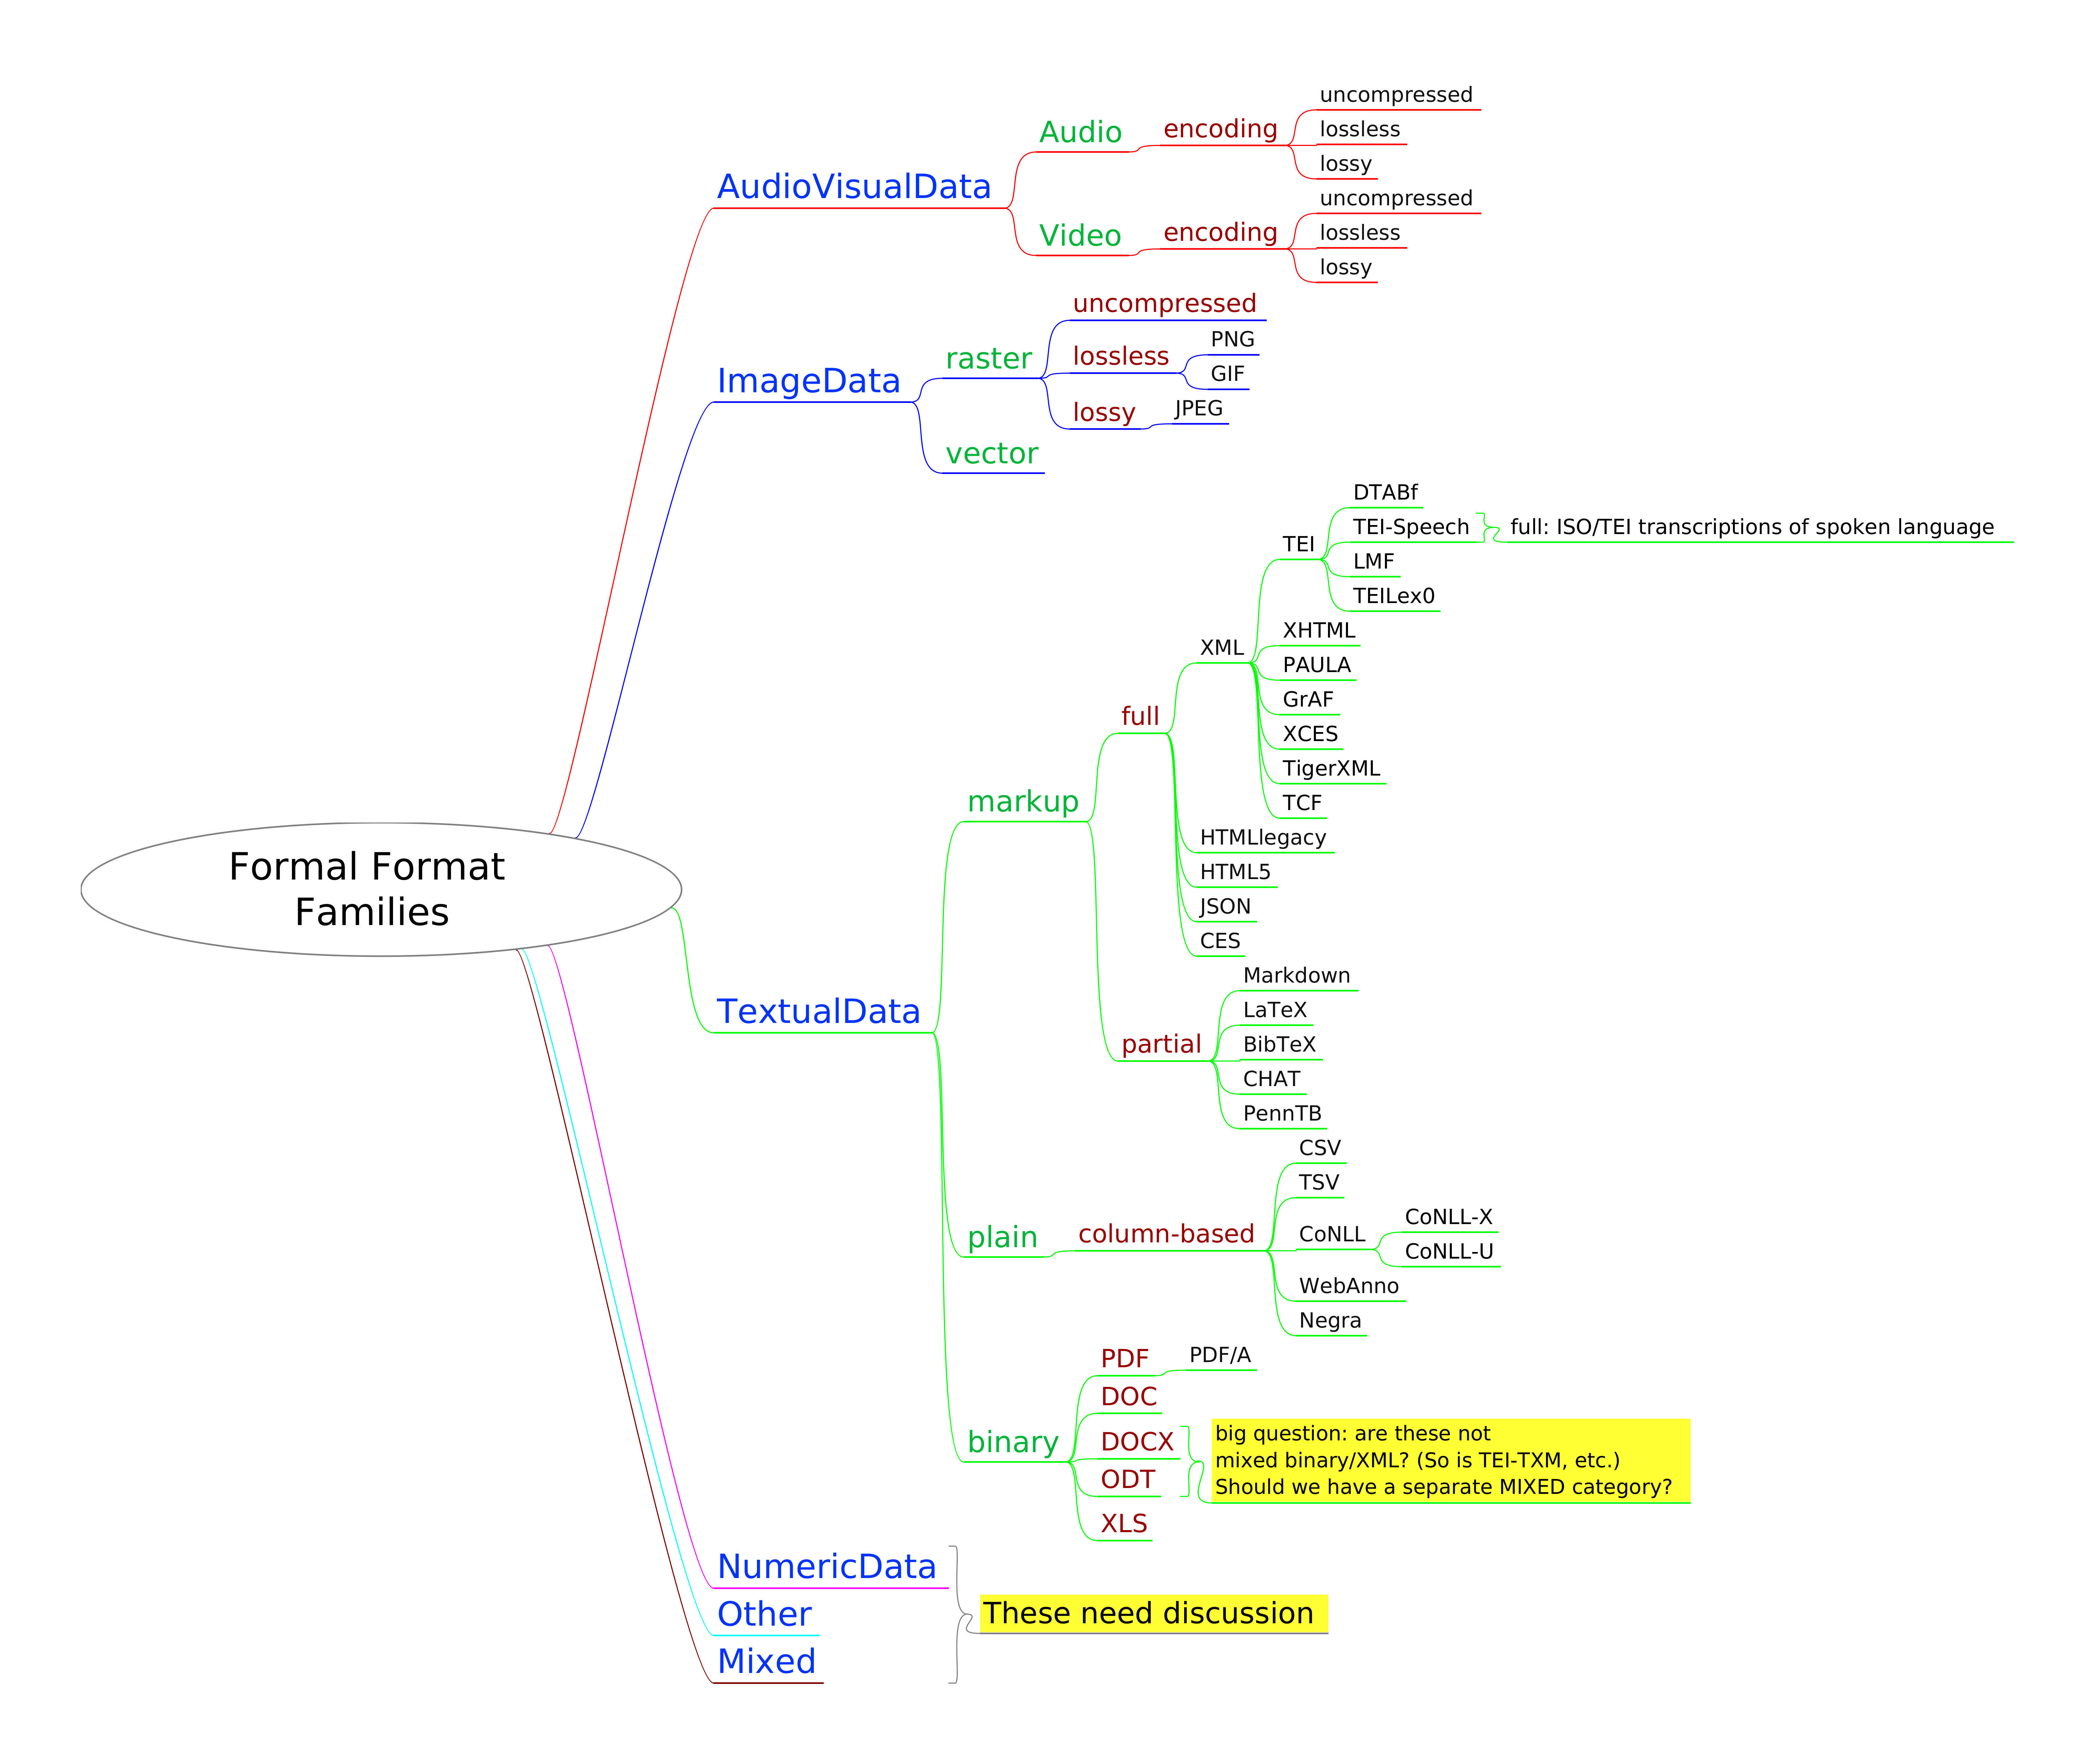 Formal Format
Families
AudioVisualData
Audio
encoding
uncompressed
lossless
lossy
Video
encoding
uncompressed
lossless
lossy
ImageData
raster
uncompressed
lossless
PNG
GIF
lossy
JPEG
vector
TextualData
markup
full
XML
TEI
DTABf
TEI-Speech
full: ISO/TEI transcriptions of spoken language
LMF
TEILex0
XHTML
PAULA
GrAF
XCES
TigerXML
TCF
HTMLlegacy
HTML5
JSON
CES
partial
Markdown
LaTeX
BibTeX
CHAT
PennTB
plain
column-based
CSV
TSV
CoNLL
CoNLL-X
CoNLL-U
WebAnno
Negra
binary
PDF
PDF/A
DOC
DOCX
ODT
big question: are these not
mixed binary/XML? (So is TEI-TXM, etc.)
Should we have a separate MIXED category?
XLS
NumericData
Other
Mixed
These need discussion